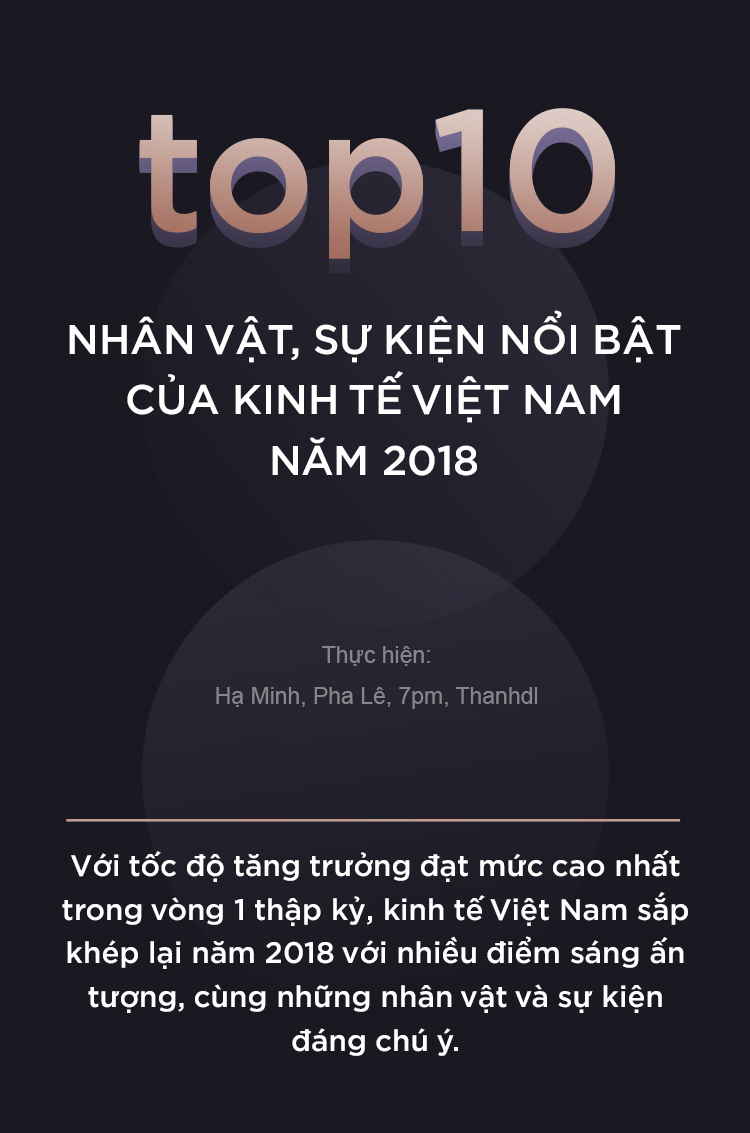 top10
NHÂN VẬT, SỰ KIỆN NỔI BẬT
CỦA KINH TẾ VIỆT NAM
NĂM 2018
Thực hiện:
Hạ Minh, Pha Lê, 7pm, Thanhdl
Với tốc độ tăng trưởng đạt mức cao nhất
trong vòng 1 thập kỷ, kinh tế Việt Nam sắp
khép lại năm 2018 với nhiều điểm sáng ấn
tượng, cùng những nhân vật và sự kiện
đáng chú ý.